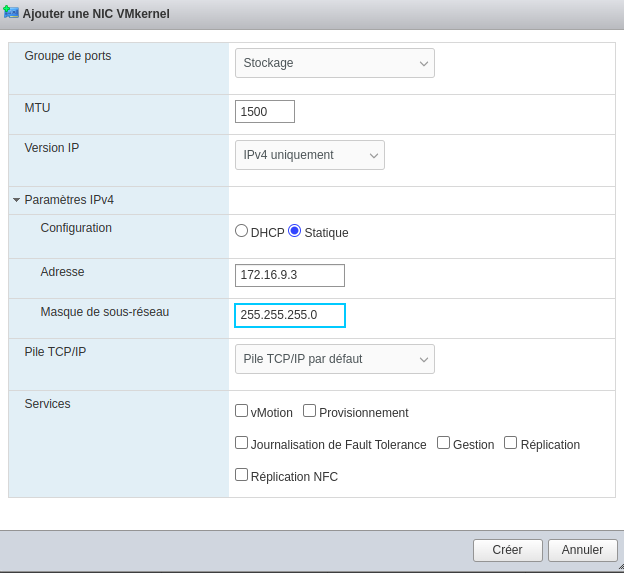 Ajouter une NIC VMkernel
Groupe de ports
Stockage
MTU
1500
Version IP
IPv4 uniquement
Paramètres IPv4
Configuration
DHCP Statique
Adresse
172.16.9.3
Masque de sous-réseau
255.255.255.0
Pile TCP/IP
Pile TCP/IP par défaut
Services
vMotion Provisionnement
Journalisation de Fault Tolerance Gestion Réplication
Réplication NFC
Créer Annuler